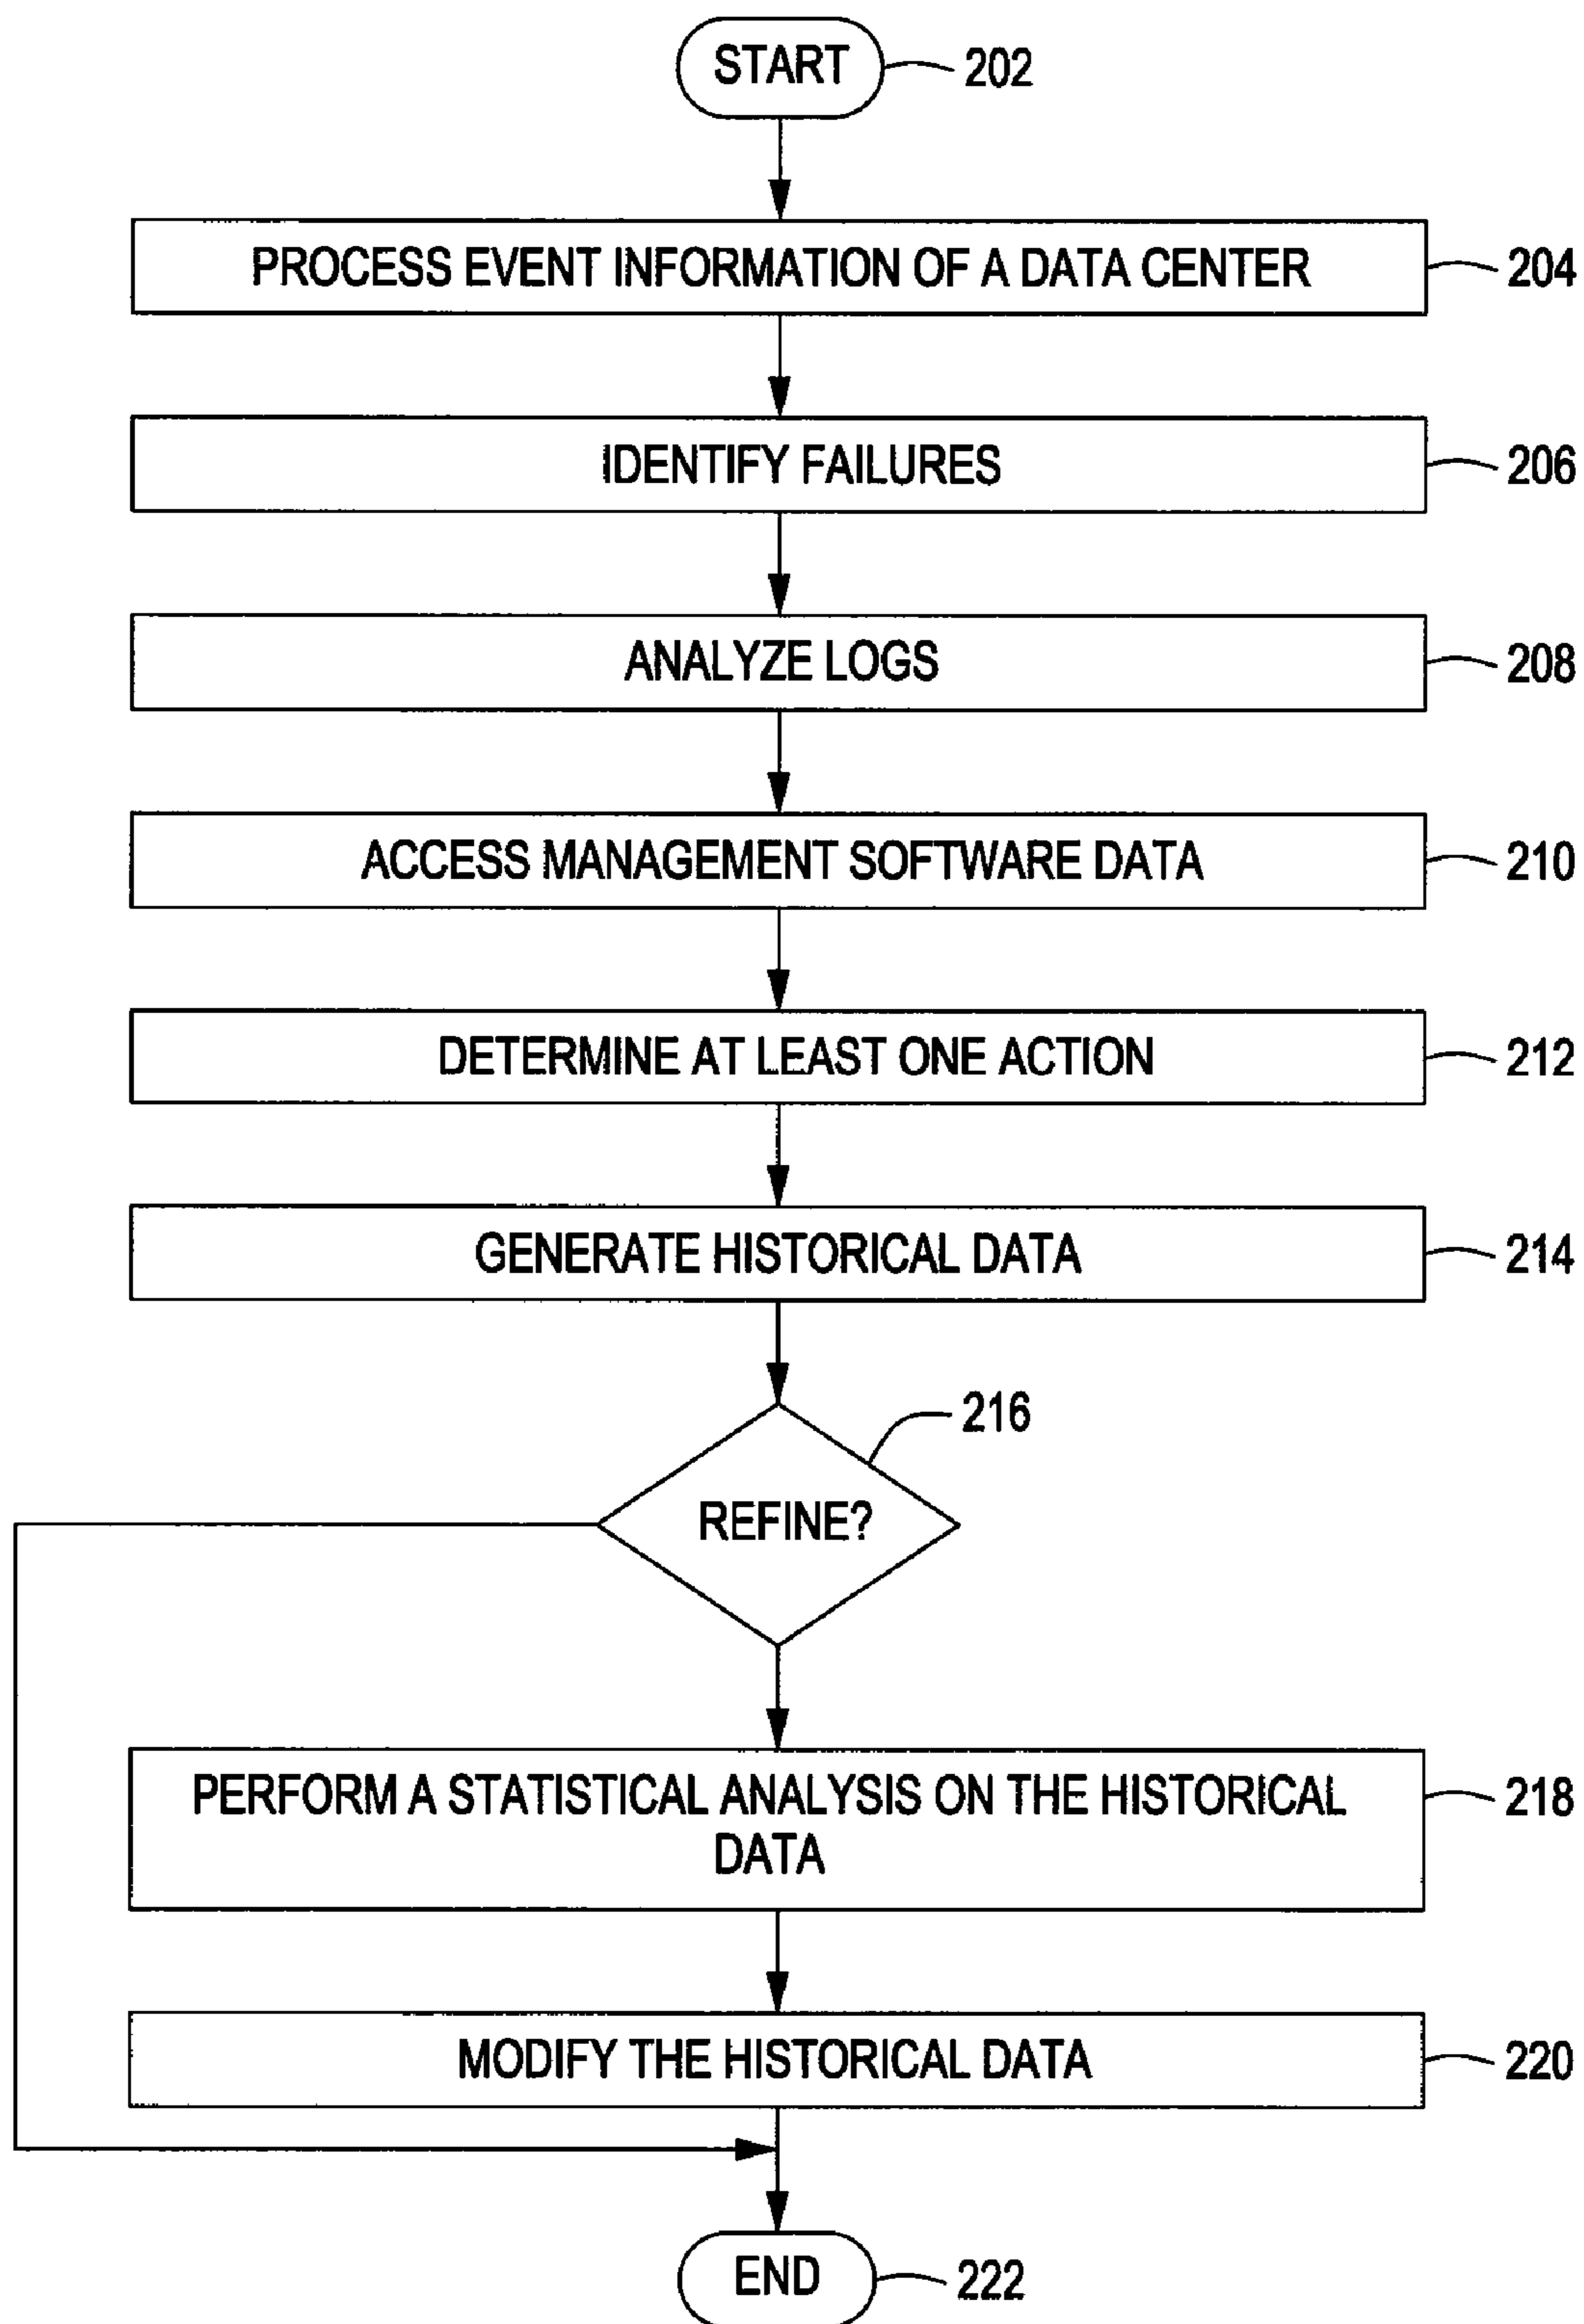 START
202
PROCESS EVENT INFORMATION OF A DATA CENTER
204
IDENTIFY FAILURES
206
ANALYZE LOGS
208
ACCESS MANAGEMENT SOFTWARE DATA
210
DETERMINE AT LEAST ONE ACTION
212
GENERATE HISTORICAL DATA
214
216
REFINE?
PERFORM A STATISTICAL ANALYSIS ON THE HISTORICAL
DATA
218
MODIFY THE HISTORICAL DATA
220
END
222